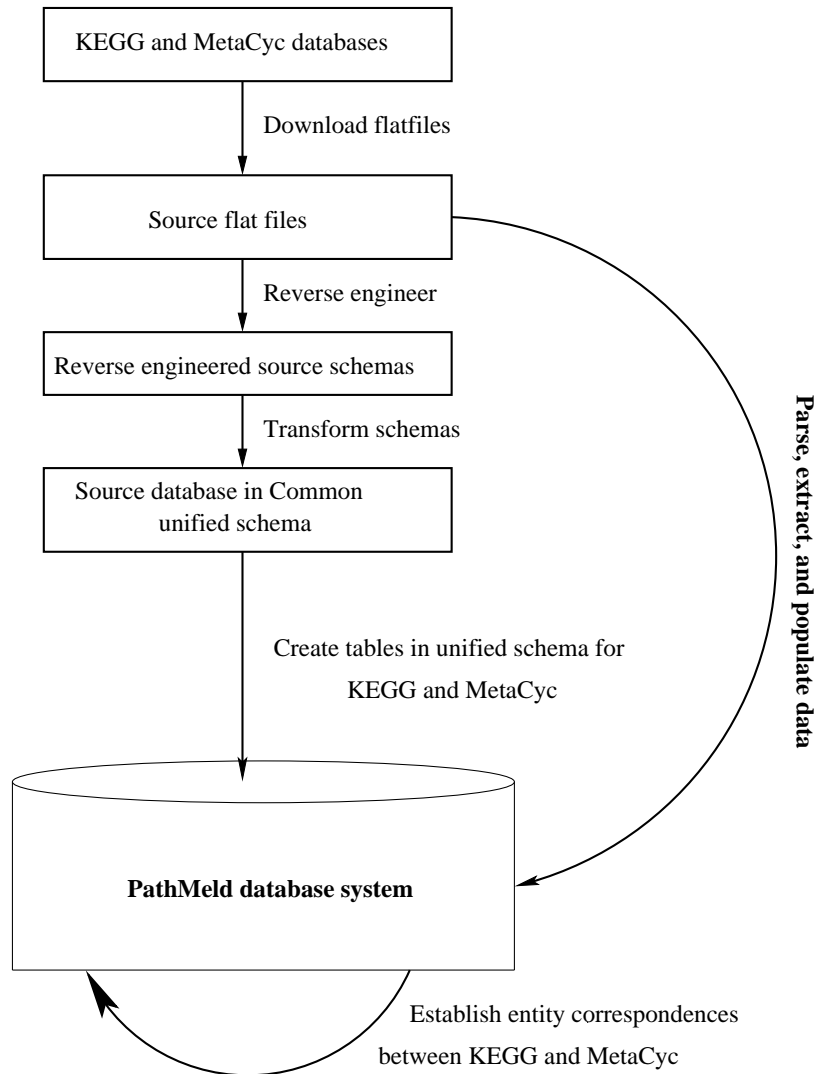 KEGG and MetaCyc databases
Download flatfiles
Source flat files
Reverse engineer
Reverse engineered source schemas
Transform schemas
Source database in Common
unified schema
Parse, extract, and populate data
Create tables in unified schema for
KEGG and MetaCyc
PathMeld database system
Establish entity correspondences
between KEGG and MetaCyc